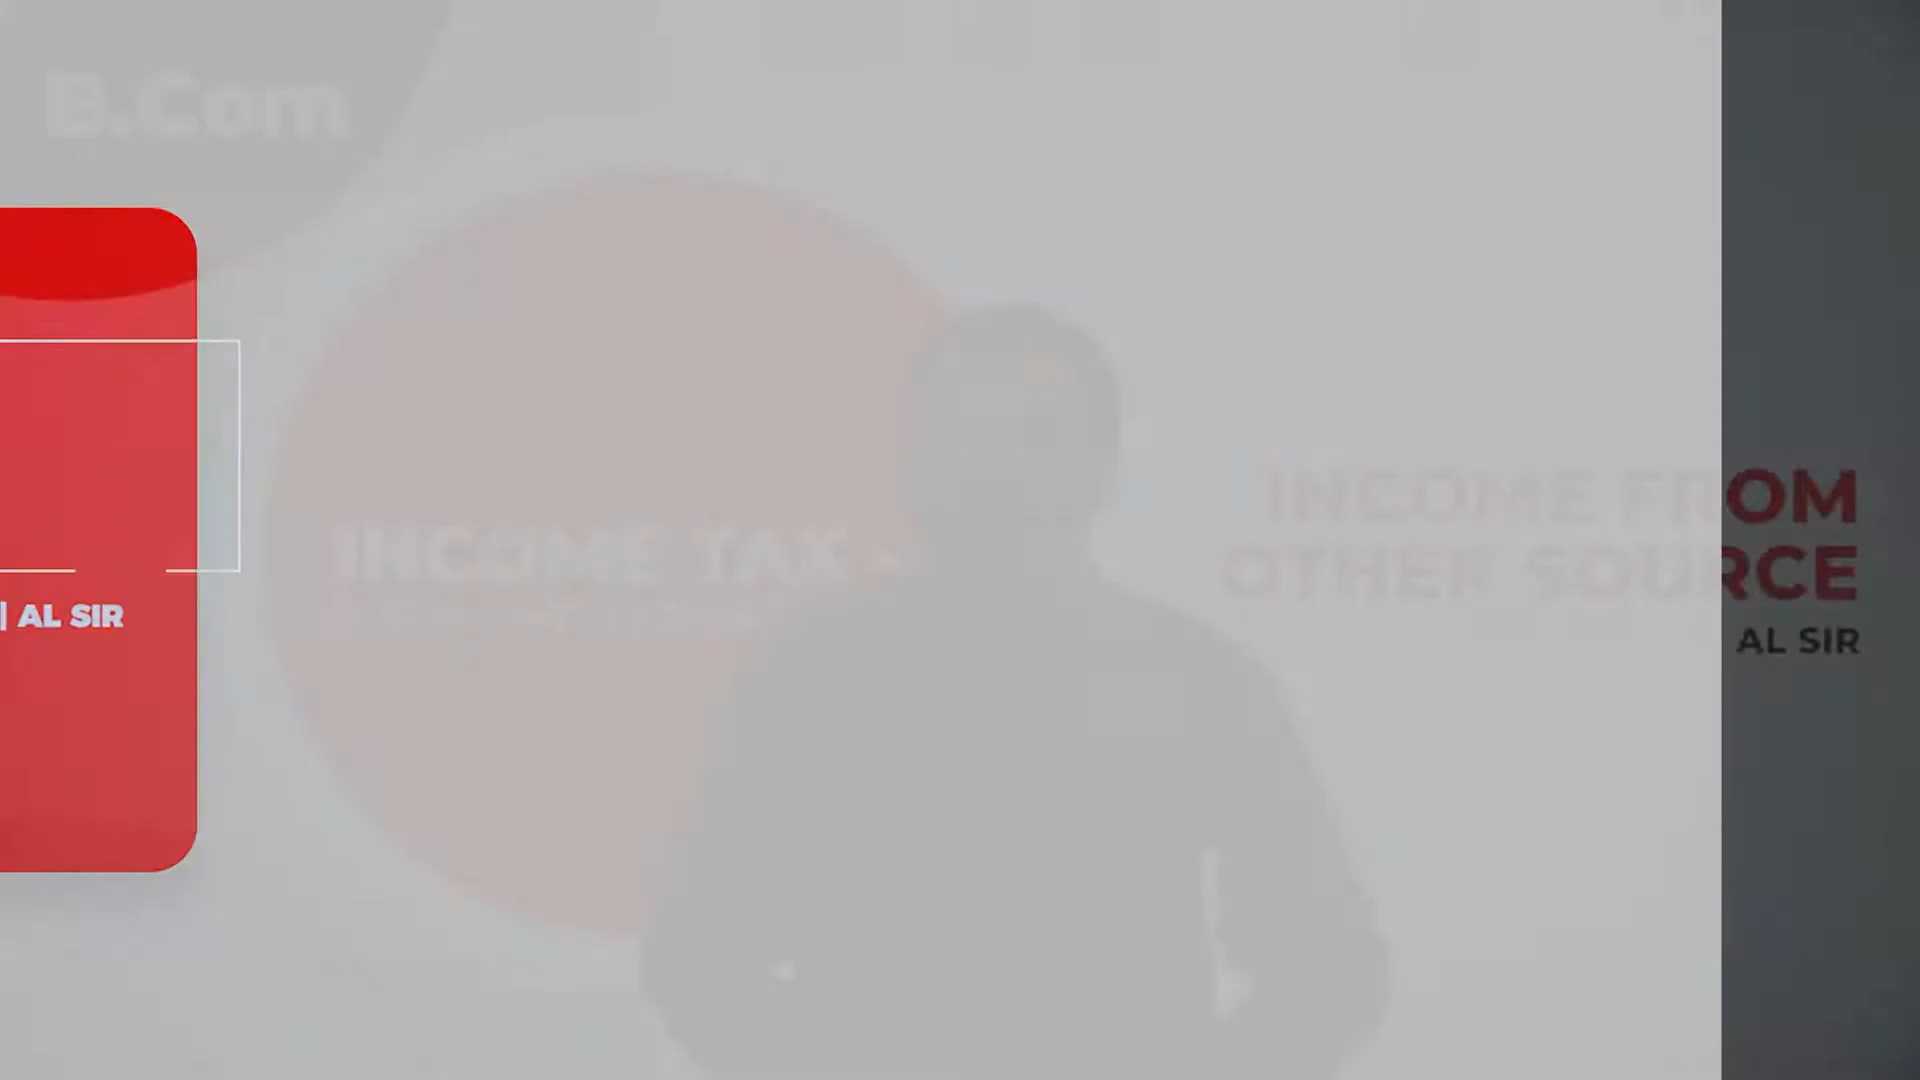 B.Com
INCOME TAX -
INCOME FROM
OTHER SOURCE
AL SIR
| AL SIR